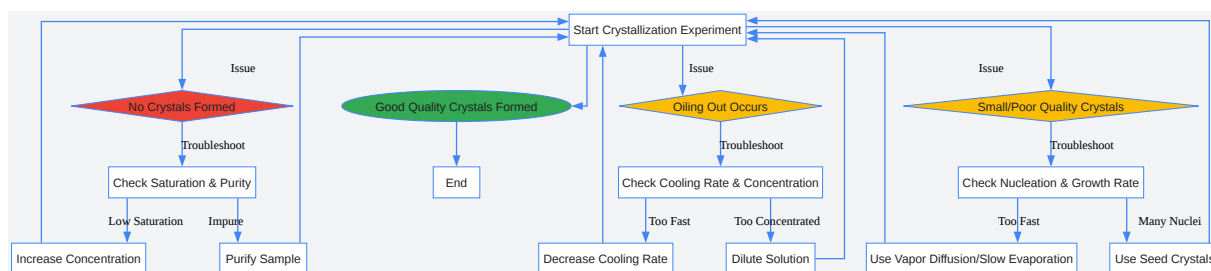 Start Crystallization Experiment
Issue
Issue
Issue
No Crystals Formed
Good Quality Crystals Formed
Oiling Out Occurs
Small/Poor Quality Crystals
Troubleshoot
Troubleshoot
Troubleshoot
Check Saturation & Purity
End
Check Cooling Rate & Concentration
Check Nucleation & Growth Rate
Low Saturation
Impure
Too Fast
Too Concentrated
Too Fast
Many Nuclei
Increase Concentration
Purify Sample
Decrease Cooling Rate
Dilute Solution
Use Vapor Diffusion/Slow Evaporation
Use Seed Crystals